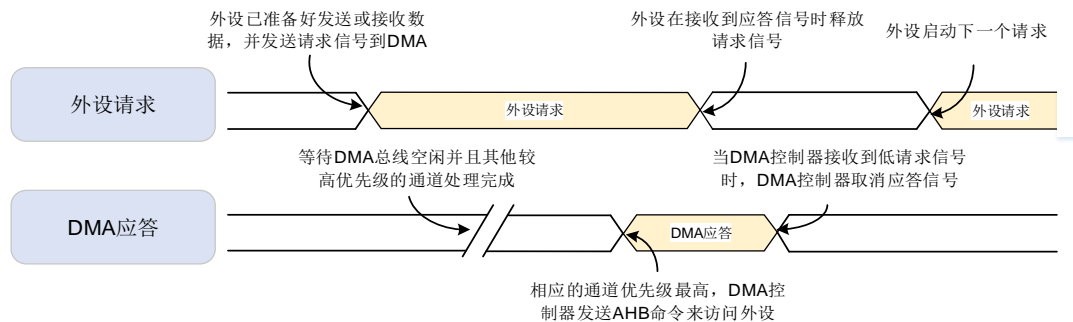 外设已准备好发送或接收数
据，并发送请求信号到DMA
外设在接收到应答信号时释放
请求信号
外设启动下一个请求
外设请求
外设请求
外设请求
等待DMA总线空闲并且其他较
高优先级的通道处理完成
当DMA控制器接收到低请求信号
时，DMA控制器取消应答信号
DMA应答
DMA应答
相应的通道优先级最高，DMA控
制器发送AHB命令来访问外设